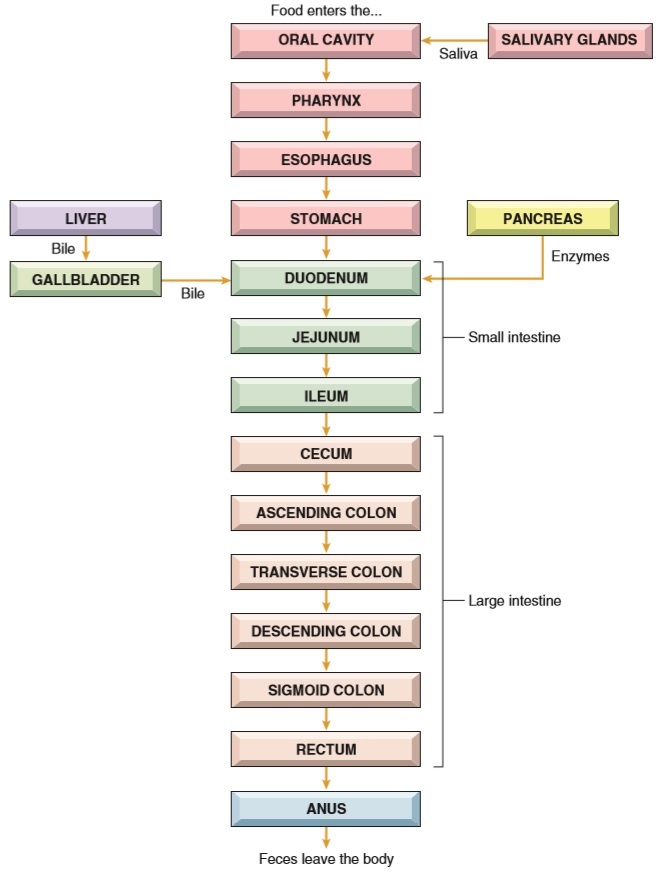 Food enters the...
ORAL CAVITY
SALIVARY GLANDS
Saliva
PHARYNX
ESOPHAGUS
LIVER
STOMACH
PANCREAS
Bile
Enzymes
GALLBLADDER
Bile
DUODENUM
JEJUNUM
Small intestine
ILEUM
CECUM
ASCENDING COLON
TRANSVERSE COLON
Large intestine
DESCENDING COLON
SIGMOID COLON
RECTUM
ANUS
Feces leave the body